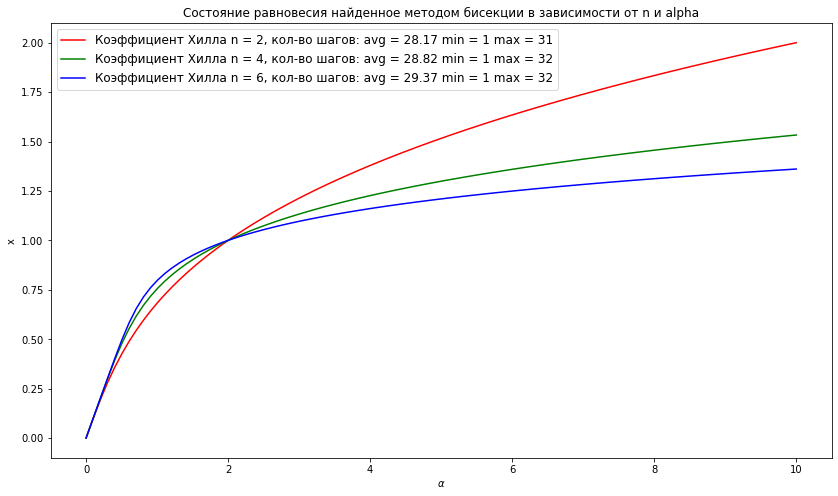 Состояние равновесия найденное методом бисекции в зависимости от n и alpha
Коэффициент Хилла n = 2, кол-во шагов: avg = 28.17 min = 1 max = 31
Коэффициент Хилла n = 4, кол-во шагов: avg = 28.82 min = 1 max = 32
Коэффициент Хилла n = 6, кол-во шагов: avg = 29.37 min = 1 max = 32
2.00
1.75
1.50
1.25
1.00
0.75
0.50
0.25
0.00
x
0 2 4 6 8 10
α